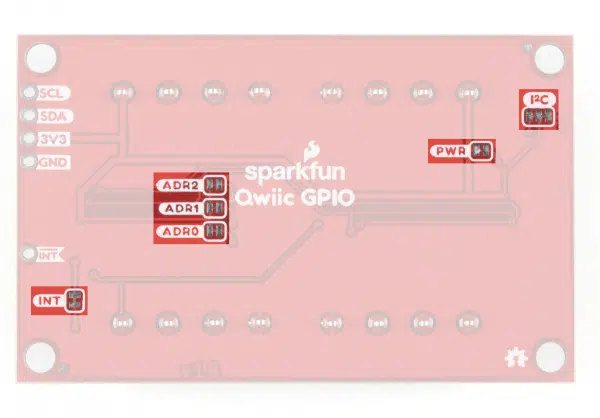 SCL
SDA
3V3
GND
I²C
PWR
sparkfun
Qwiic GPIO
ADR2
ADR1
ADR0
INT
INT